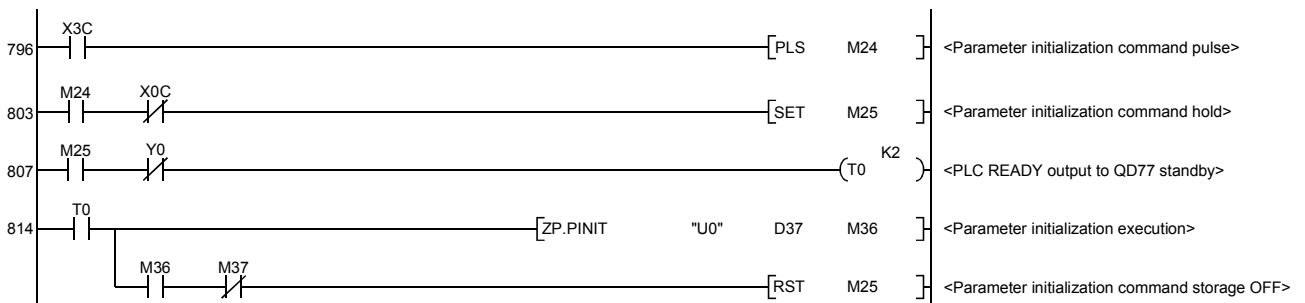 X3C
796 PLS M24 <Parameter initialization command pulse>
M24 X0C
803 SET M25 <Parameter initialization command hold>
M25 Y0 K2
807 T0 <PLC READY output to QD77 standby>
T0
814 ZP.PINIT "U0" D37 M36 <Parameter initialization execution>
M36 M37
RST M25 <Parameter initialization command storage OFF>